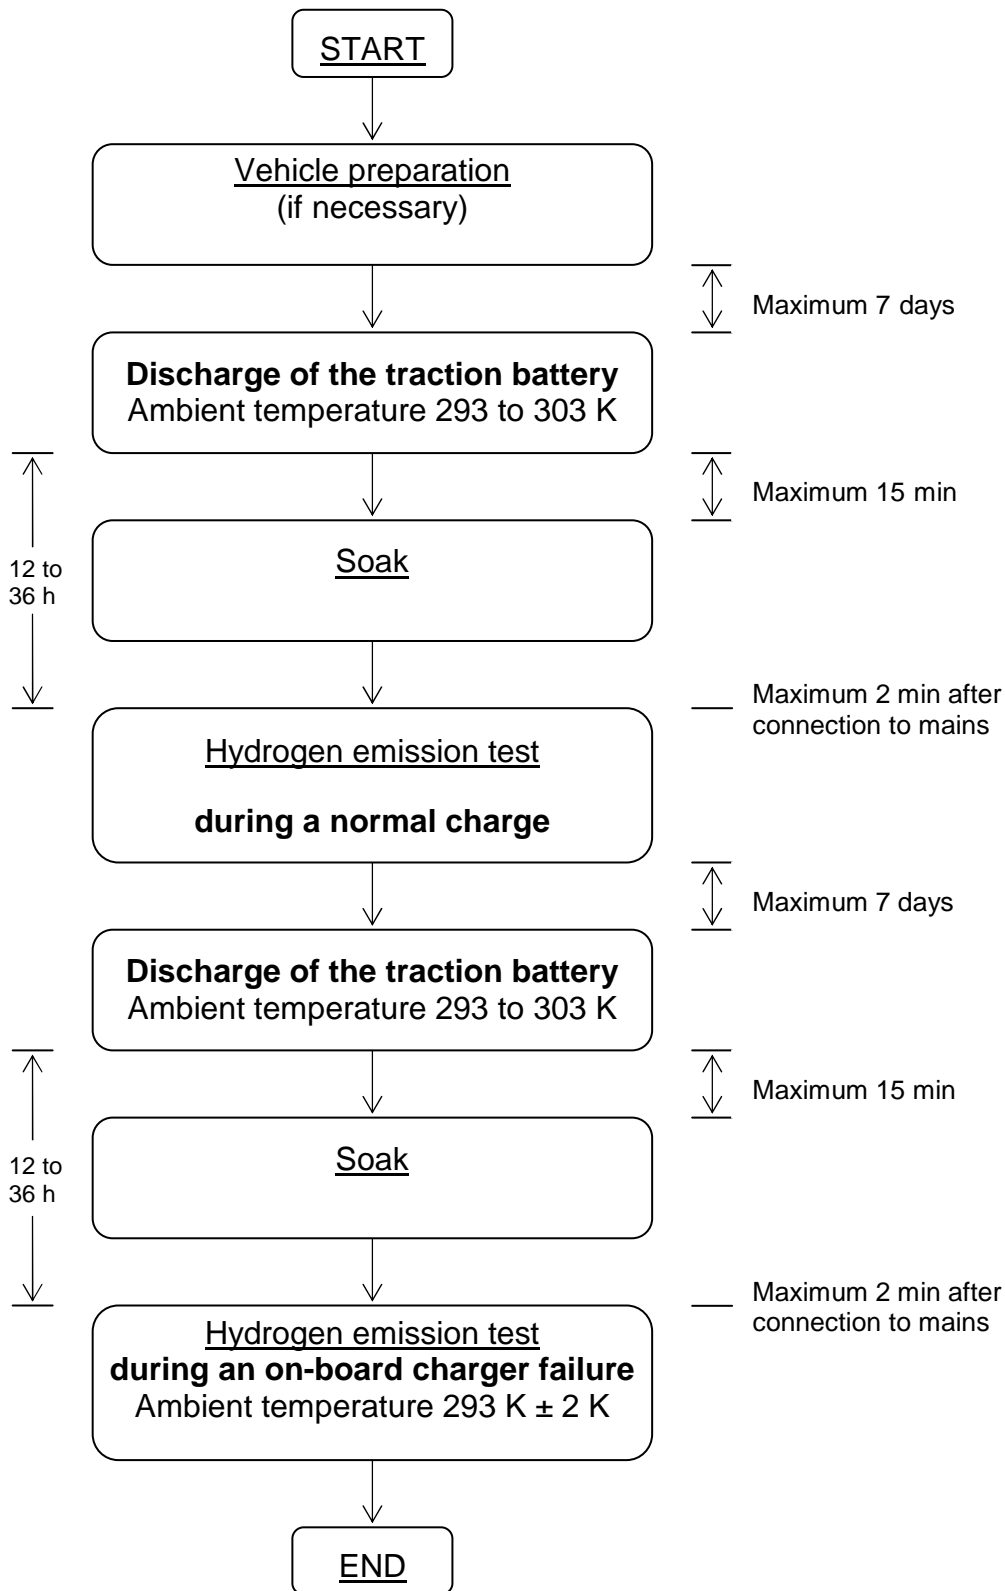 START
Vehicle preparation
(if necessary)
Maximum 7 days
Discharge of the traction battery
Ambient temperature 293 to 303 K
Maximum 15 min
12 to
36 h
Soak
Maximum 2 min after
connection to mains
Hydrogen emission test
during a normal charge
Maximum 7 days
Discharge of the traction battery
Ambient temperature 293 to 303 K
Maximum 15 min
12 to
36 h
Soak
Maximum 2 min after
connection to mains
Hydrogen emission test
during an on-board charger failure
Ambient temperature 293 K ± 2 K
END